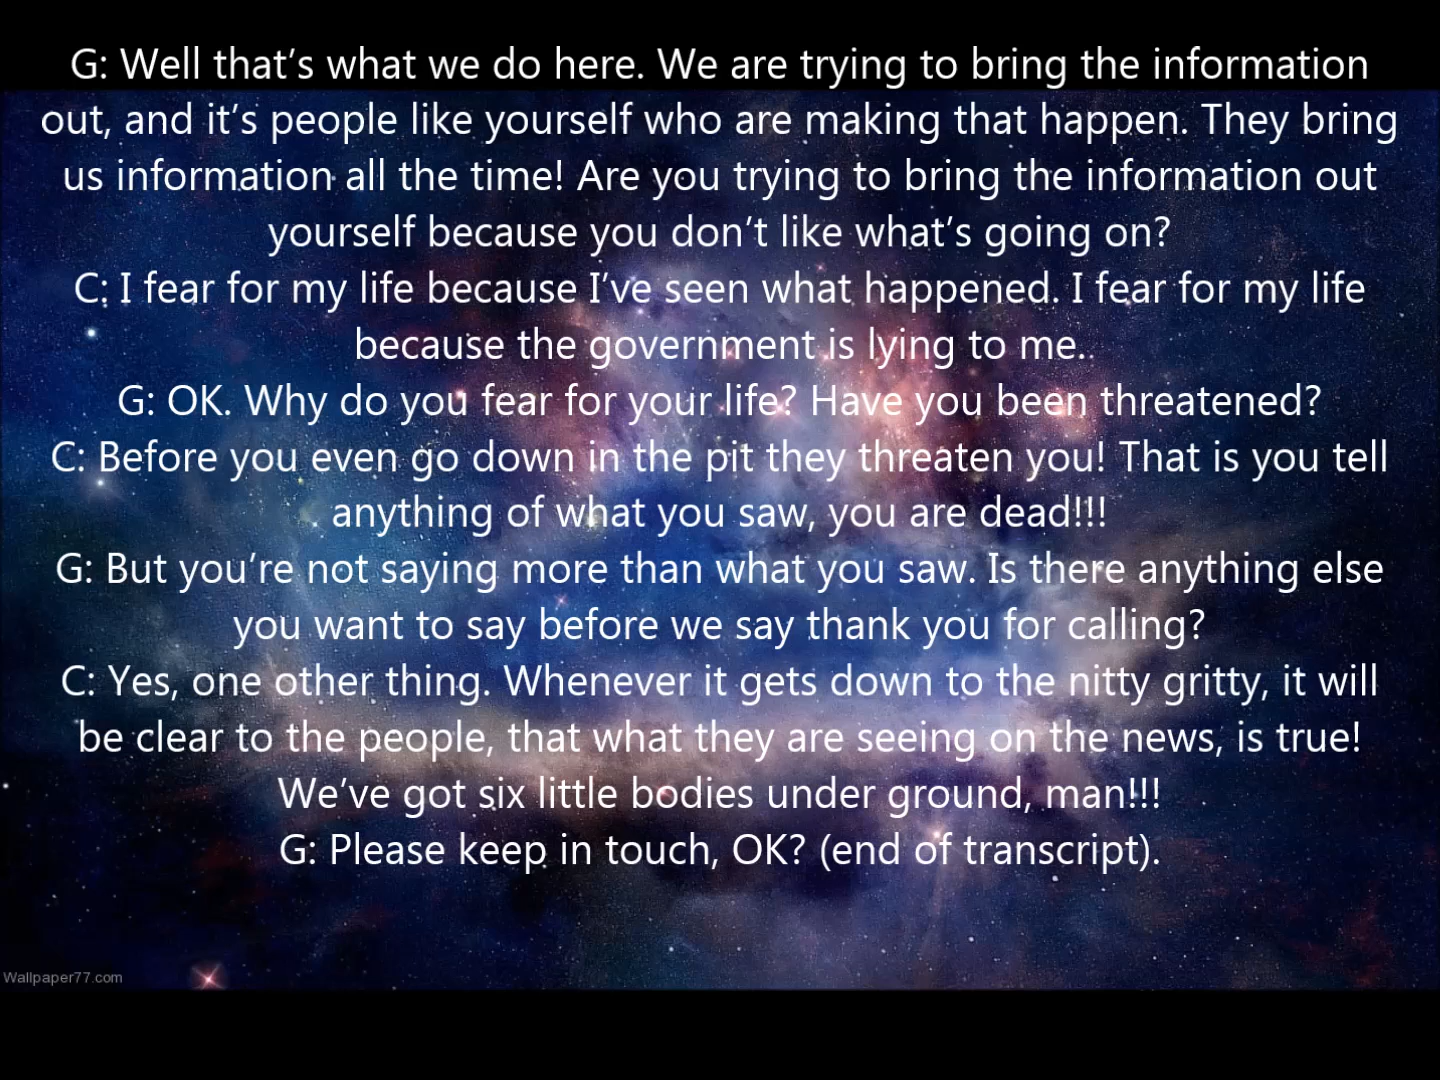 G: Well that’s what we do here. We are trying to bring the information
out, and it’s people like yourself who are making that happen. They bring
us information all the time! Are you trying to bring the information out
yourself because you don’t like what’s going on?
C: I fear for my life because I’ve seen what happened. I fear for my life
because the government is lying to me..
G: OK. Why do you fear for your life? Have you been threatened?
C: Before you even go down in the pit they threaten you! That is you tell
anything of what you saw, you are dead!!!
G: But you’re not saying more than what you saw. Is there anything else
you want to say before we say thank you for calling?
C: Yes, one other thing. Whenever it gets down to the nitty gritty, it will
be clear to the people, that what they are seeing on the news, is true!
We’ve got six little bodies under ground, man!!!
G: Please keep in touch, OK? (end of transcript).
Wallpaper77.com